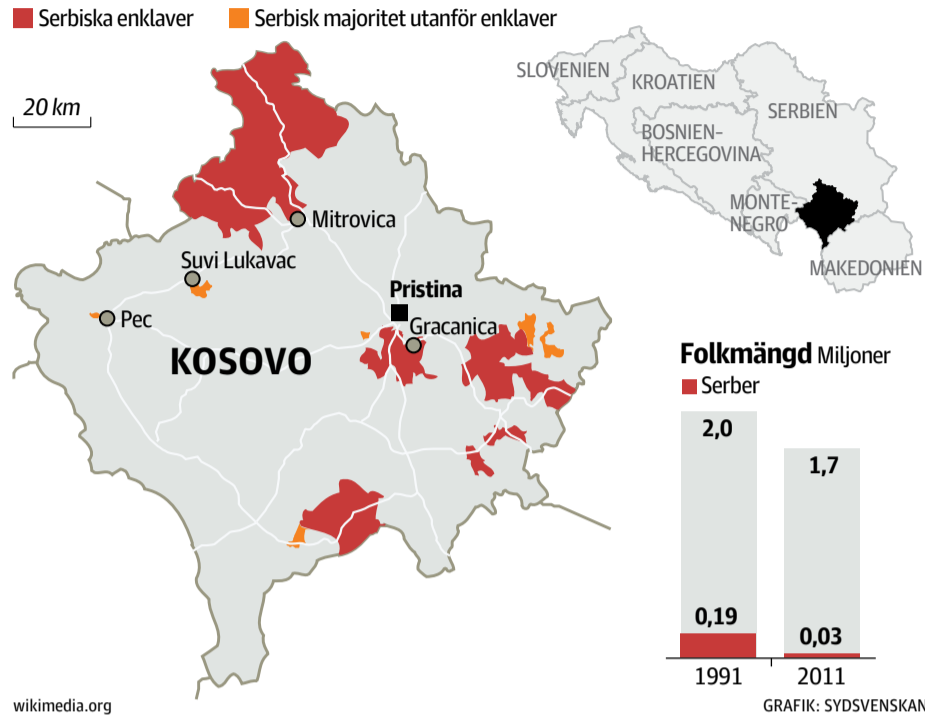 Serbiska enklaver
Serbisk majoritet utanför enklaver
20 km
Mitrovica
Suvi Lukavac
Pec
Pristina
Gracanica
KOSOVO
SLOVENIEN
KROATIEN
SERBIEN
BOSNIEN-
HERCEGOVINA
MONTE-
NEGRO
MAKEDONIEN
Folkmängd Miljoner
Serber
2,0
1,7
0,19
0,03
1991
2011
wikimedia.org
GRAFIK: SYDSVENSKAN